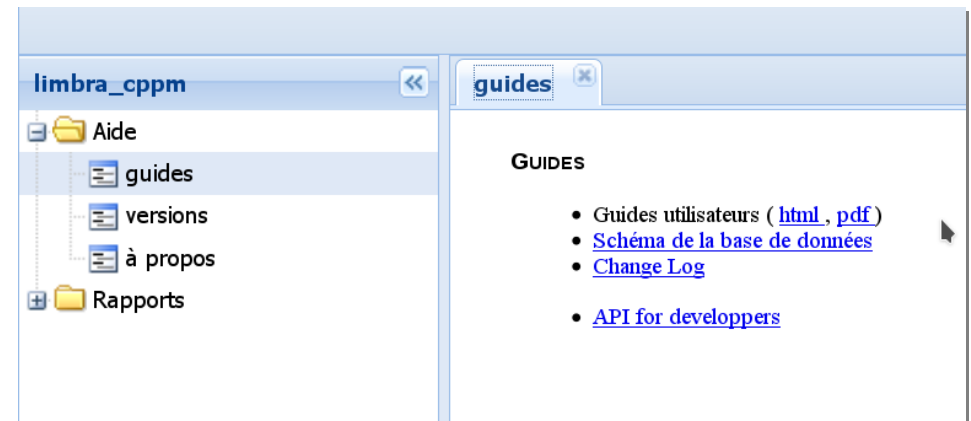 limbra_cppm
Aide
guides
versions
à propos
Rapports
guides
GUIDES
Guides utilisateurs ( html , pdf )
Schéma de la base de données
Change Log
API for developpers